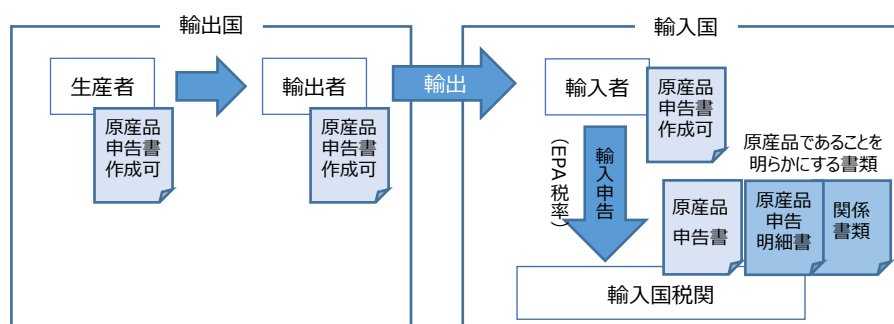 輸出国
輸入国
生産者
輸出者
輸出
輸入者
原産品
申告書
作成可
原産品
申告書
作成可
原産品
申告書
作成可
原産品であることを
明らかにする書類
輸入申告
(EPA税率)
原産品
申告書
原産品
申告
明細書
関係
書類
輸入国税関